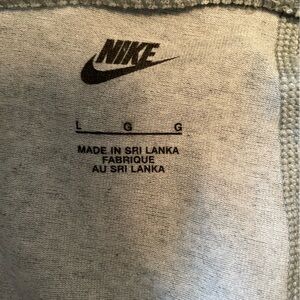 NIKE
L G G
MADE IN SRI LANKA
FABRIQUE
AU SRI LANKA